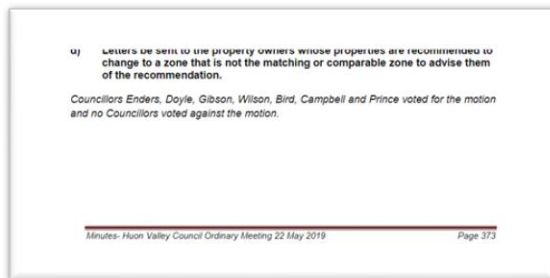 d) Letters be sent to the property owners whose properties are recommended to
change to a zone that is not the matching or comparable zone to advise them
of the recommendation.
Councillors Enders, Doyle, Gibson, Wilson, Bird, Campbell and Prince voted for the motion
and no Councillors voted against the motion.
Minutes- Huon Valley Council Ordinary Meeting 22 May 2019 Page 373